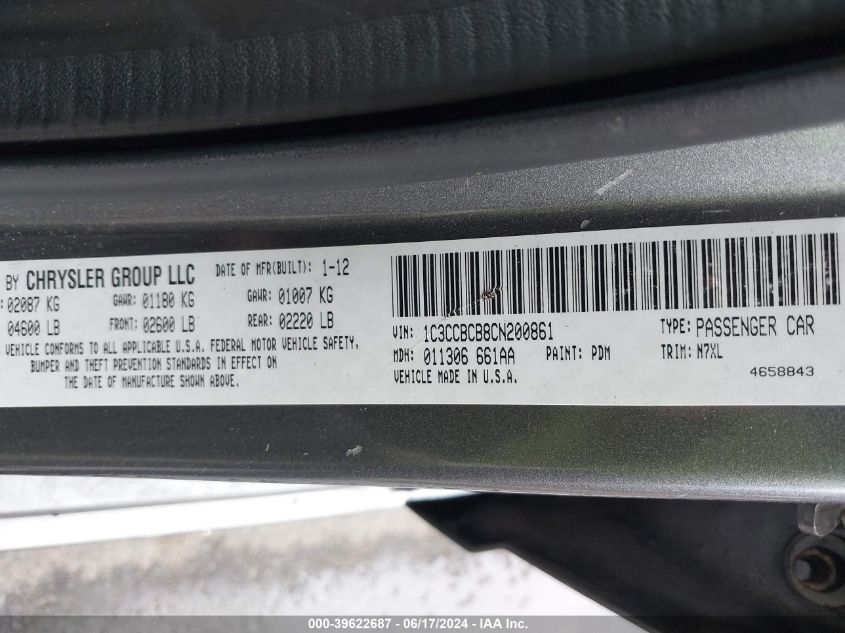 BY CHRYSLER GROUP LLC DATE OF MFR(BUILT): 1-12
: 02087 KG GAWR: 01180 KG GAWR: 01007 KG
04600 LB FRONT: 02600 LB REAR: 02220 LB
VEHICLE CONFORMS TO ALL APPLICABLE U.S.A. FEDERAL MOTOR VEHICLE SAFETY,
BUMPER AND THEFT PREVENTION STANDARDS IN EFFECT ON
THE DATE OF MANUFACTURE SHOWN ABOVE.
VIN: 1C3CCBCB8CN200861 TYPE: PASSENGER CAR
MDH: 011306 661AA PAINT: PDM TRIM: N7XL
VEHICLE MADE IN U.S.A. 4658843
000-39622687 - 06/17/2024 - IAA Inc.